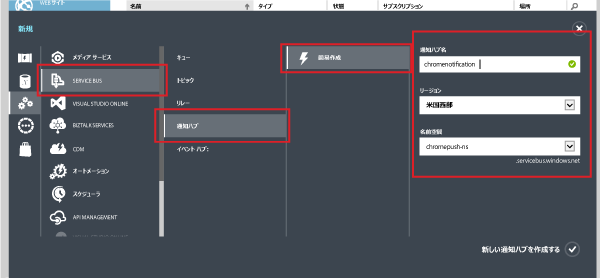 WEB サイト
名前 タイプ 状態 サブスクリプション 場所
新規
メディア サービス
SERVICE BUS
VISUAL STUDIO ONLINE
BIZTALK SERVICES
CDN
オートメーション
スケジューラ
API MANAGEMENT
キュー
トピック
リレー
通知ハブ
イベント ハブ:
簡易作成
通知ハブ名
chromenotification
リージョン
米国西部
名前空間
chromepush-ns
.servicebus.windows.net
新しい通知ハブを作成する